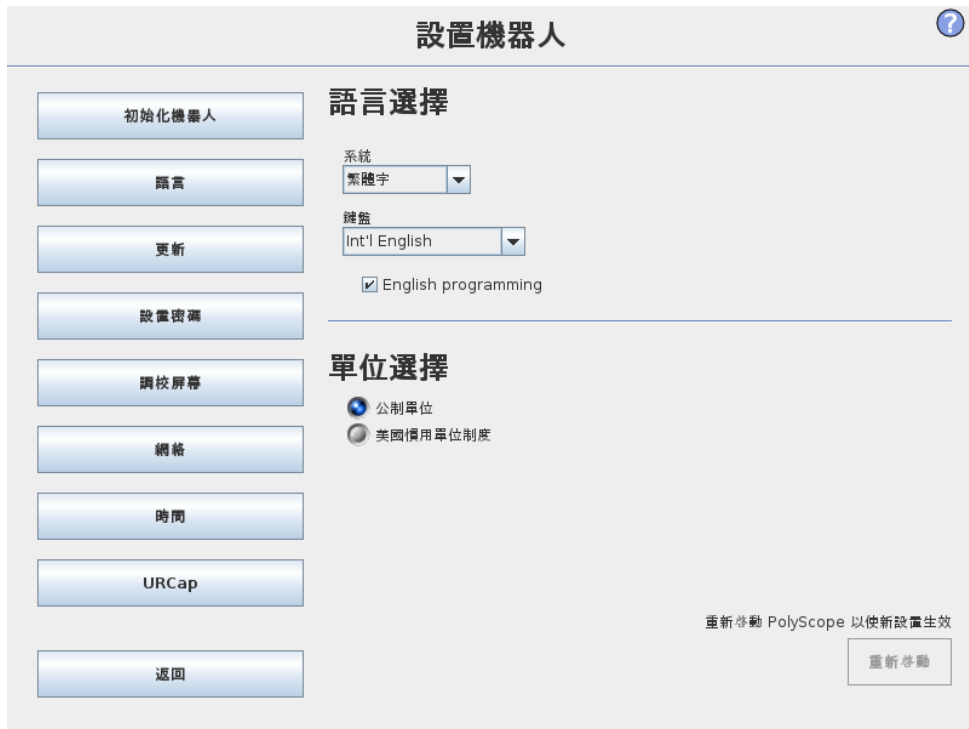 設置機器人
?
初始化機器人
語言
更新
設置密碼
調校屏幕
網絡
時間
URCap
返回
語言選擇
系統
繁體字
鍵盤
Int'l English
English programming
單位選擇
公制單位
美國慣用單位制度
重新啓動 PolyScope 以使新設置生效
重新啓動